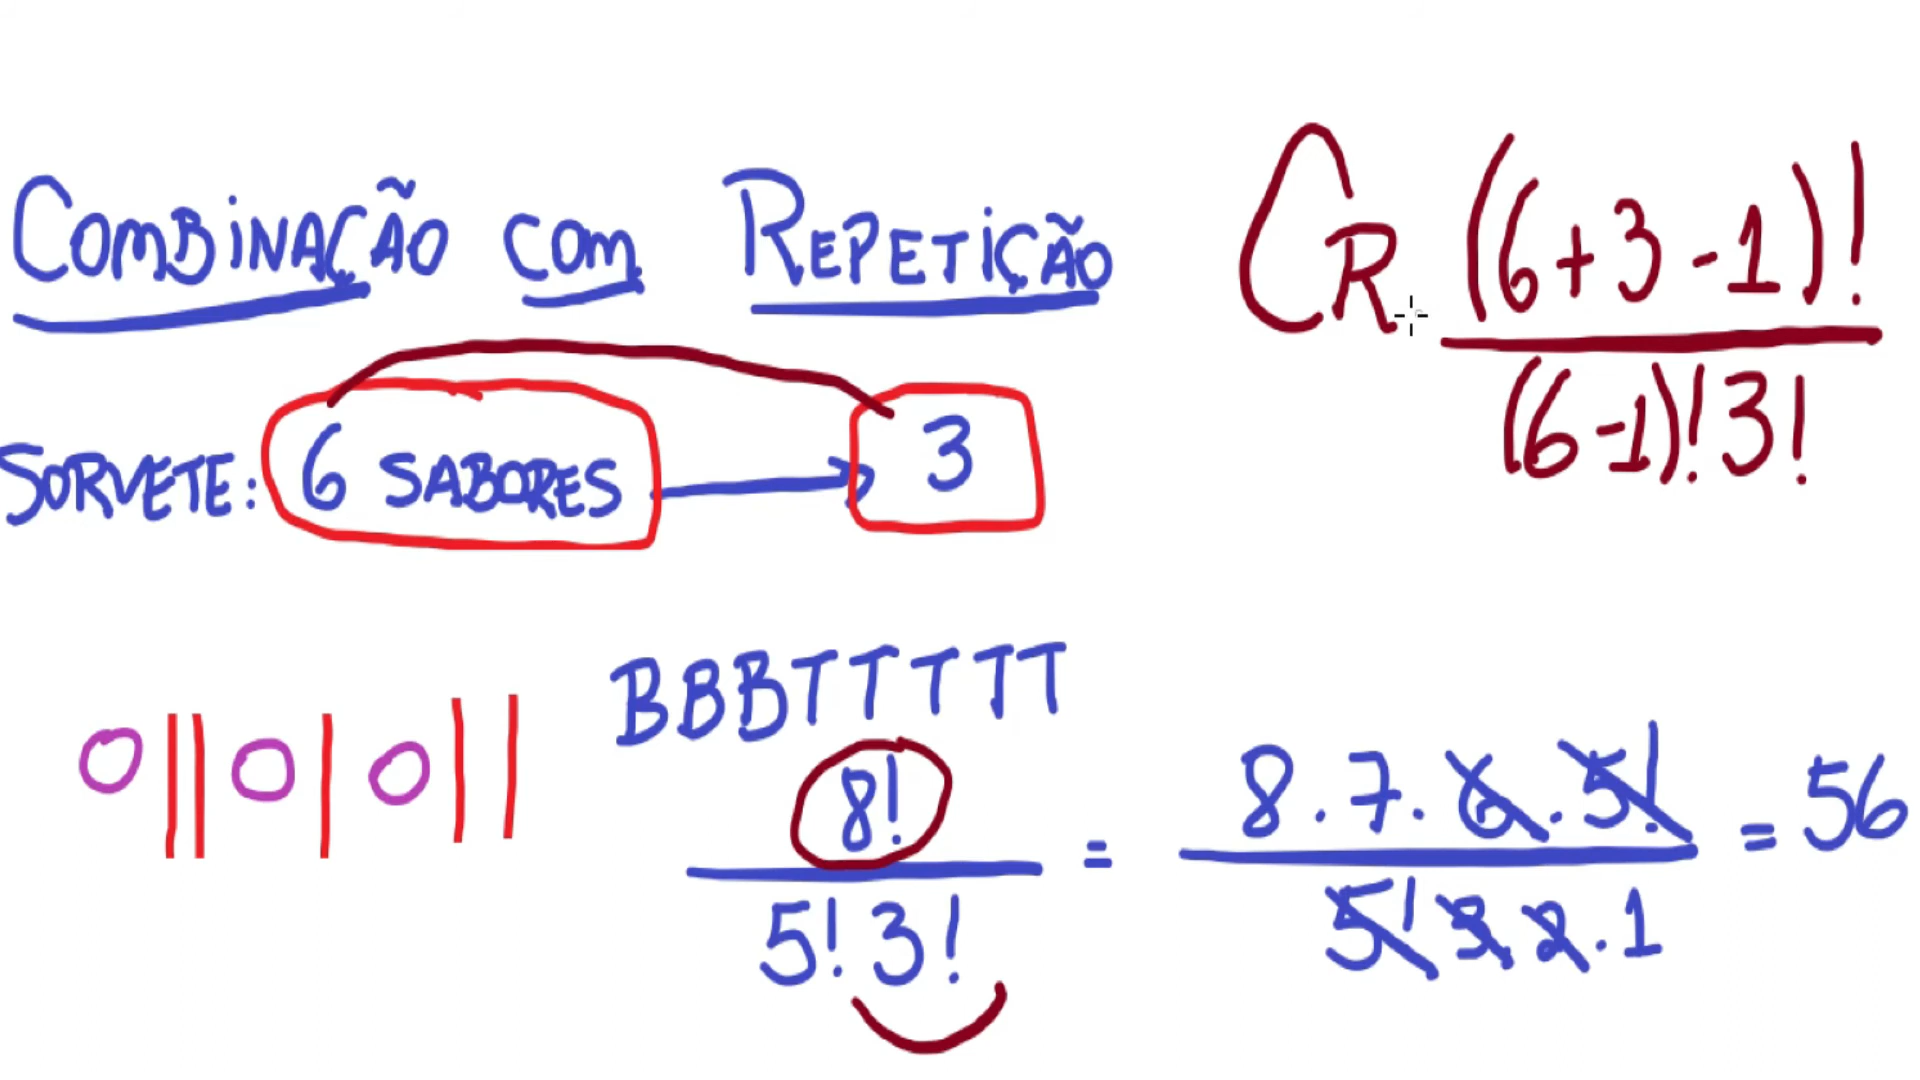 COMBINAÇÃO COM REPETIÇÃO
SORVETE: 6 SABORES → 3
CR (6+3-1)!
(6-1)!3!
O||O|O||
BBBTTTTT
8!
5!3!
=
8.7.6.5!
5!3.2.1
= 56